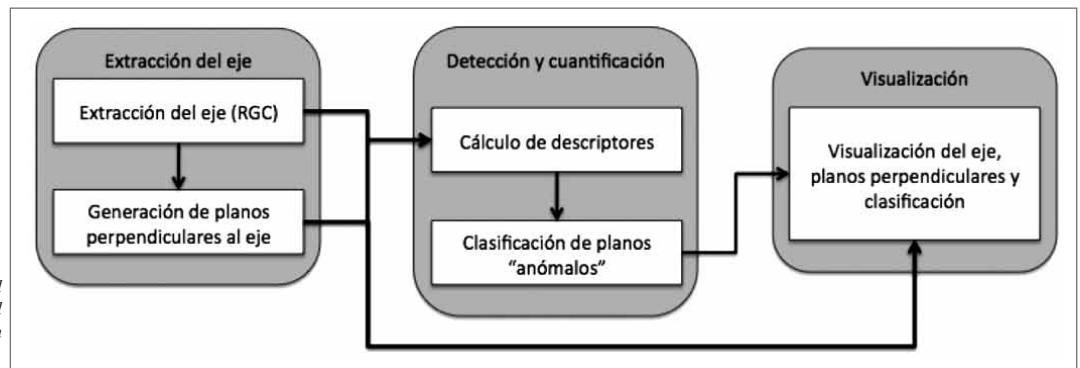 Extracción del eje
Extracción del eje (RGC)
Generación de planos
perpendiculares al eje
Detección y cuantificación
Cálculo de descriptores
Clasificación de planos
“anómalos”
Visualización
Visualización del eje,
planos perpendiculares y
clasificación